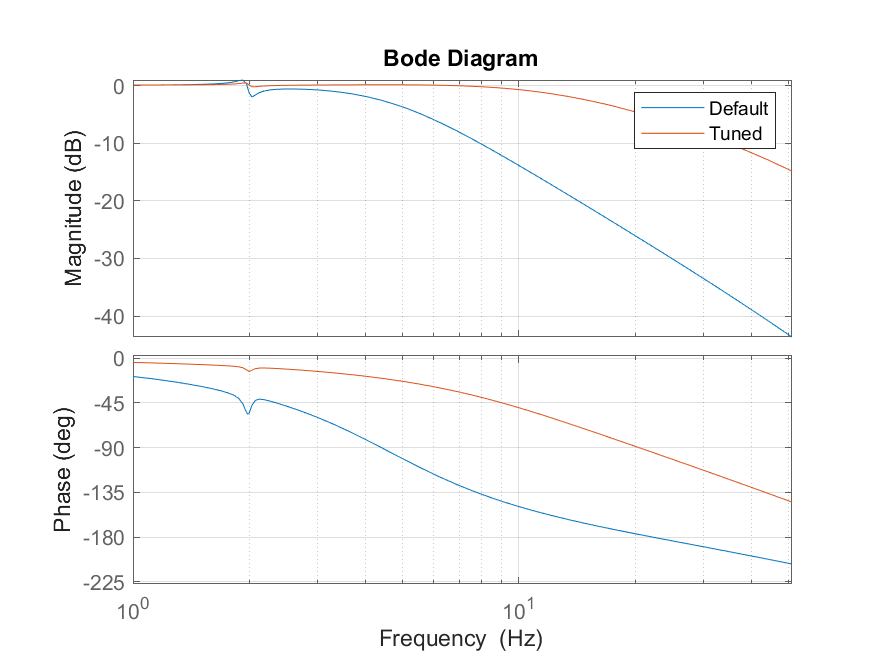 Bode Diagram
Magnitude (dB)
0
-10
-20
-30
-40
Default
Tuned
Phase (deg)
0
-45
-90
-135
-180
-225
10^0
10^1
Frequency (Hz)